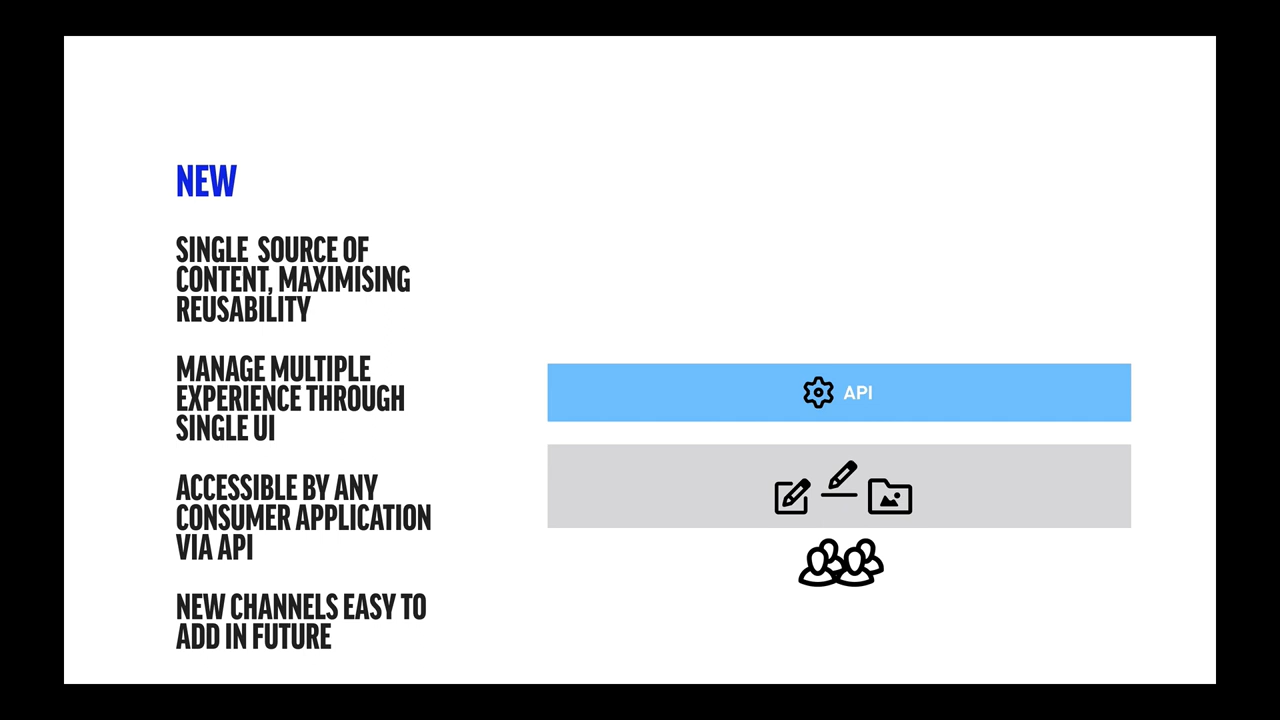 NEW
SINGLE SOURCE OF
CONTENT, MAXIMISING
REUSABILITY
MANAGE MULTIPLE
EXPERIENCE THROUGH
SINGLE UI
ACCESSIBLE BY ANY
CONSUMER APPLICATION
VIA API
NEW CHANNELS EASY TO
ADD IN FUTURE
API